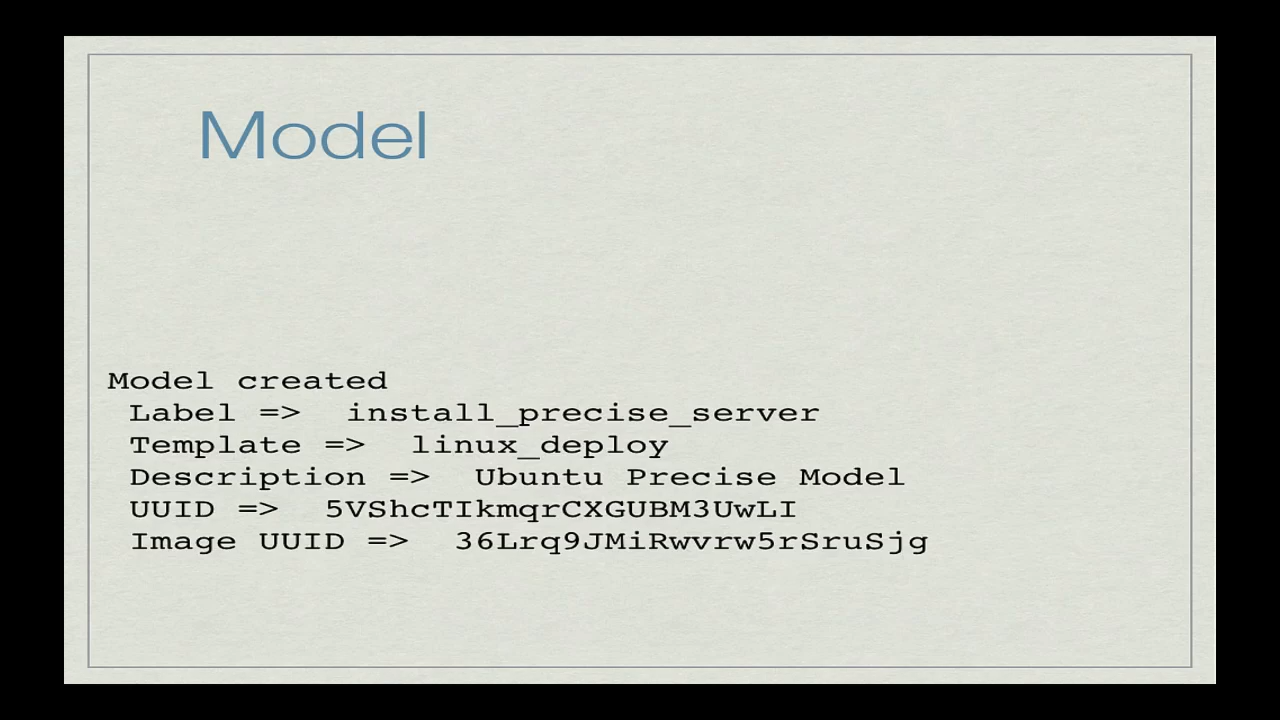 Model
Model created
Label => install_precise_server
Template => linux_deploy
Description => Ubuntu Precise Model
UUID => 5VShcTIkmqrCXGUBM3UwLI
Image UUID => 36Lrq9JMiRwvrw5rSruSjg